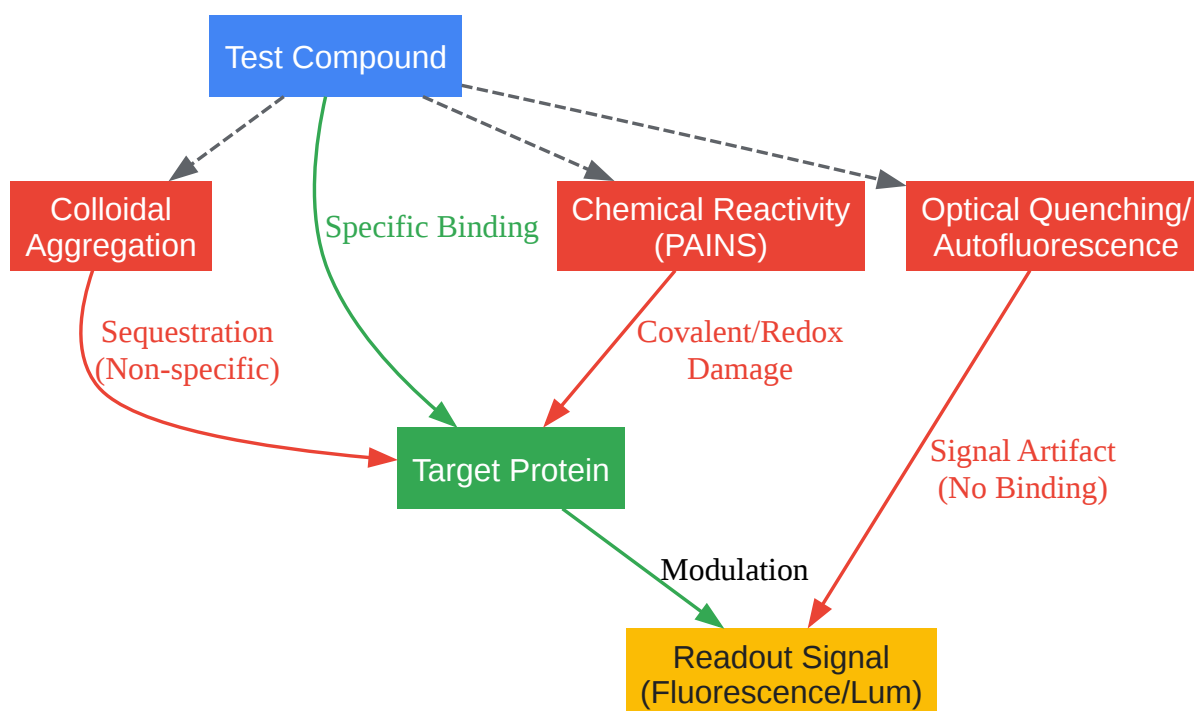 Test Compound
Colloidal
Aggregation
Specific Binding
Chemical Reactivity
(PAINS)
Optical Quenching/
Autofluorescence
Sequestration
(Non-specific)
Covalent/Redox
Damage
Target Protein
Signal Artifact
(No Binding)
Modulation
Readout Signal
(Fluorescence/Lum)